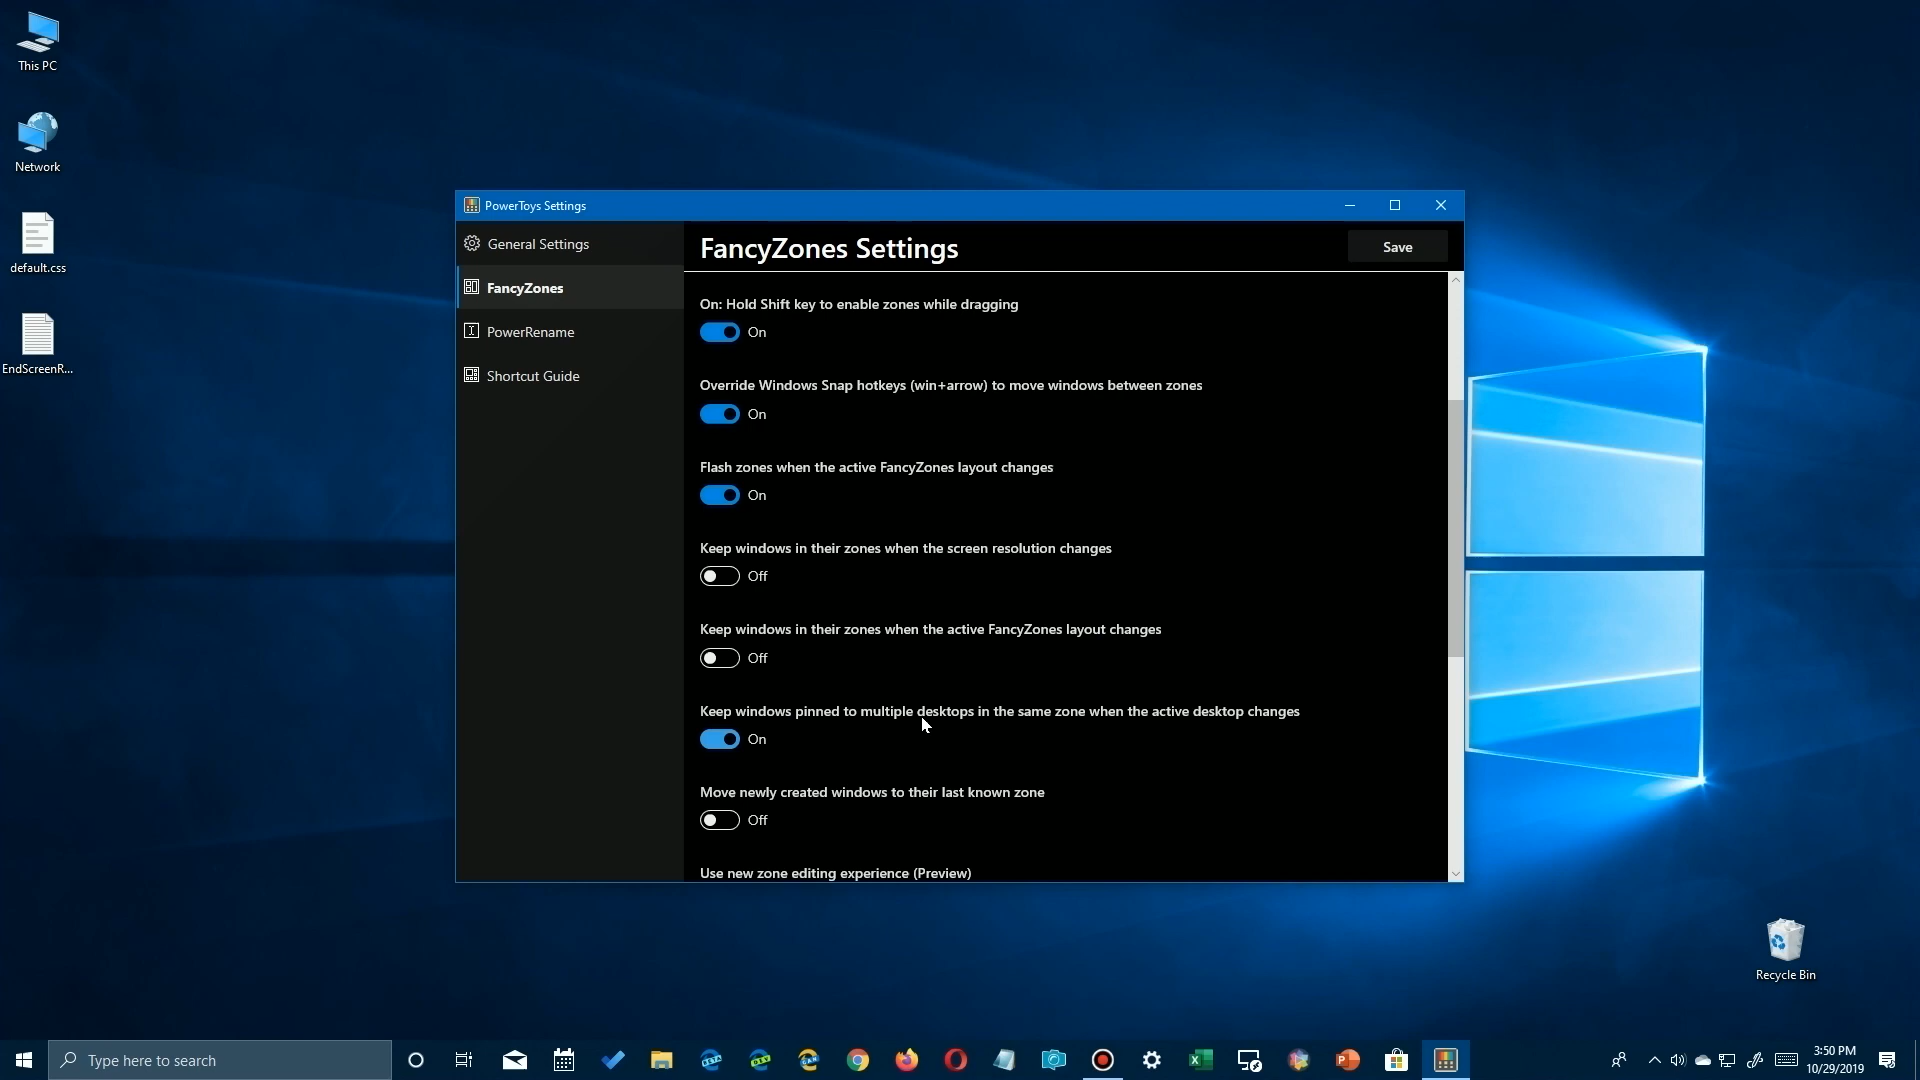 This PC
Network
default.css
EndScreenR...
PowerToys Settings
General Settings
FancyZones
PowerRename
Shortcut Guide
FancyZones Settings
Save
On: Hold Shift key to enable zones while dragging
On
Override Windows Snap hotkeys (win+arrow) to move windows between zones
On
Flash zones when the active FancyZones layout changes
On
Keep windows in their zones when the screen resolution changes
Off
Keep windows in their zones when the active FancyZones layout changes
Off
Keep windows pinned to multiple desktops in the same zone when the active desktop changes
On
Move newly created windows to their last known zone
Off
Use new zone editing experience (Preview)
Recycle Bin
Type here to search
BETA
DEV
CAN
3:50 PM
10/29/2019